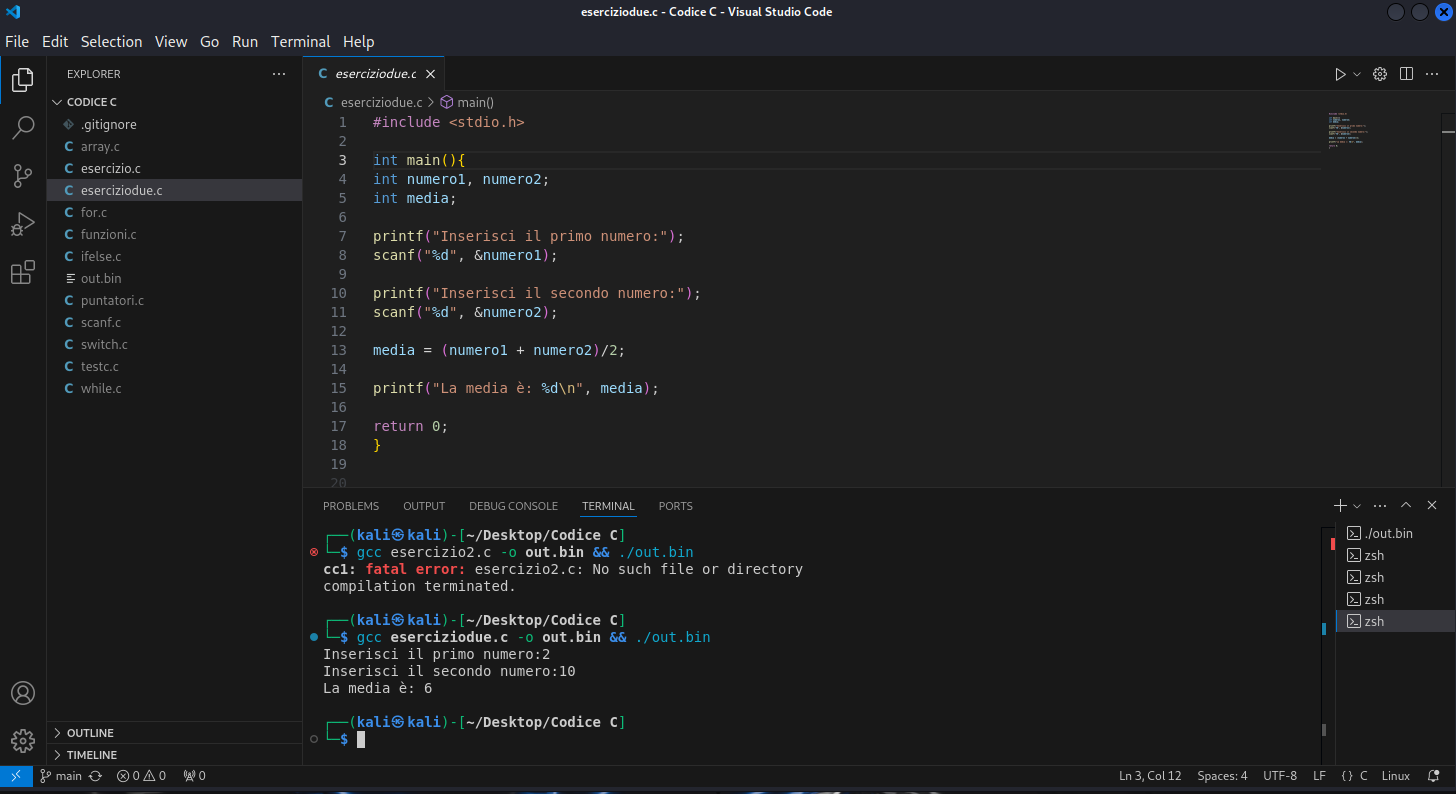 eserciziodue.c - Codice C - Visual Studio Code
File Edit Selection View Go Run Terminal Help
EXPLORER
CODICE C
.gitignore
array.c
esercizio.c
eserciziodue.c
for.c
funzioni.c
ifelse.c
out.bin
puntatori.c
scanf.c
switch.c
testc.c
while.c
OUTLINE
TIMELINE
C eserciziodue.c
C eserciziodue.c > main()
1 #include <stdio.h>
2
3 int main(){
4 int numero1, numero2;
5 int media;
6
7 printf("Inserisci il primo numero:");
8 scanf("%d", &numero1);
9
10 printf("Inserisci il secondo numero:");
11 scanf("%d", &numero2);
12
13 media = (numero1 + numero2)/2;
14
15 printf("La media è: %d\n", media);
16
17 return 0;
18 }
19
20
PROBLEMS OUTPUT DEBUG CONSOLE TERMINAL PORTS
┌──(kali㉿kali)-[~/Desktop/Codice C]
└─$ gcc esercizio2.c -o out.bin && ./out.bin
cc1: fatal error: esercizio2.c: No such file or directory
compilation terminated.
┌──(kali㉿kali)-[~/Desktop/Codice C]
└─$ gcc eserciziodue.c -o out.bin && ./out.bin
Inserisci il primo numero:2
Inserisci il secondo numero:10
La media è: 6
┌──(kali㉿kali)-[~/Desktop/Codice C]
└─$
./out.bin
zsh
zsh
zsh
zsh
main 0 0 0 Ln 3, Col 12 Spaces: 4 UTF-8 LF {} C Linux